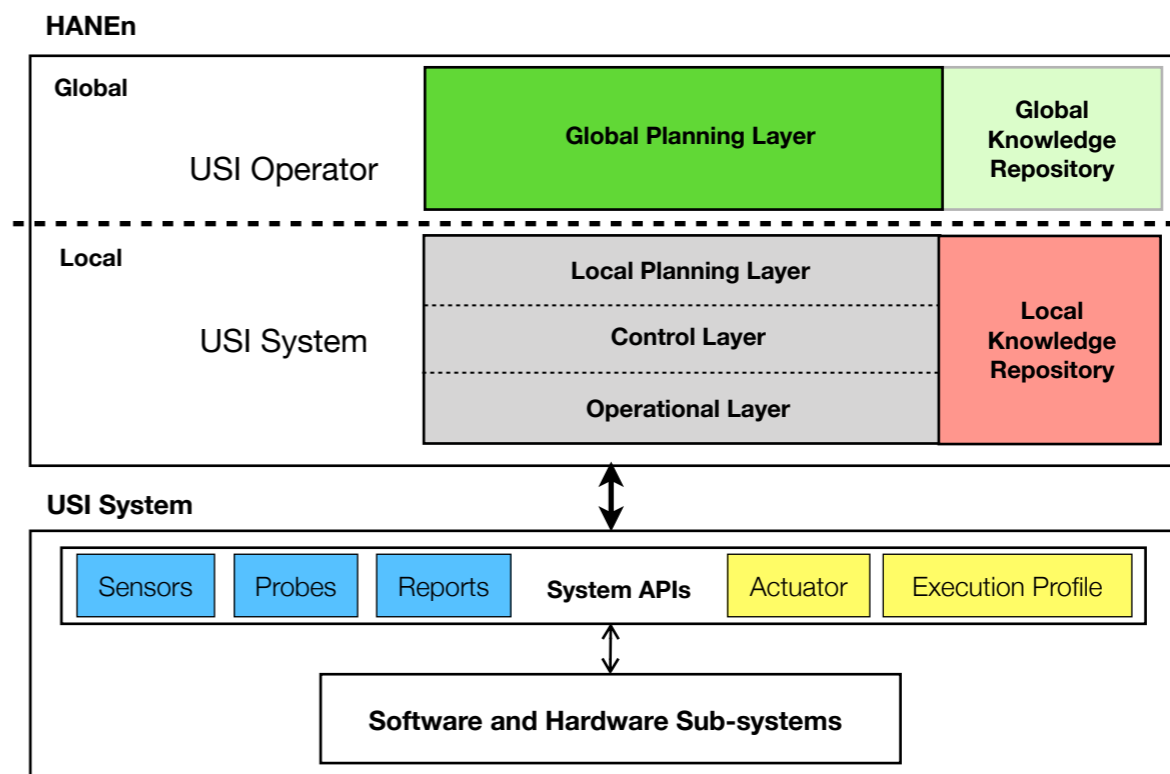 HANEn
Global
USI Operator
Global Planning Layer
Global
Knowledge
Repository
Local
USI System
Local Planning Layer
Control Layer
Operational Layer
Local
Knowledge
Repository
USI System
Sensors
Probes
Reports
System APIs
Actuator
Execution Profile
Software and Hardware Sub-systems